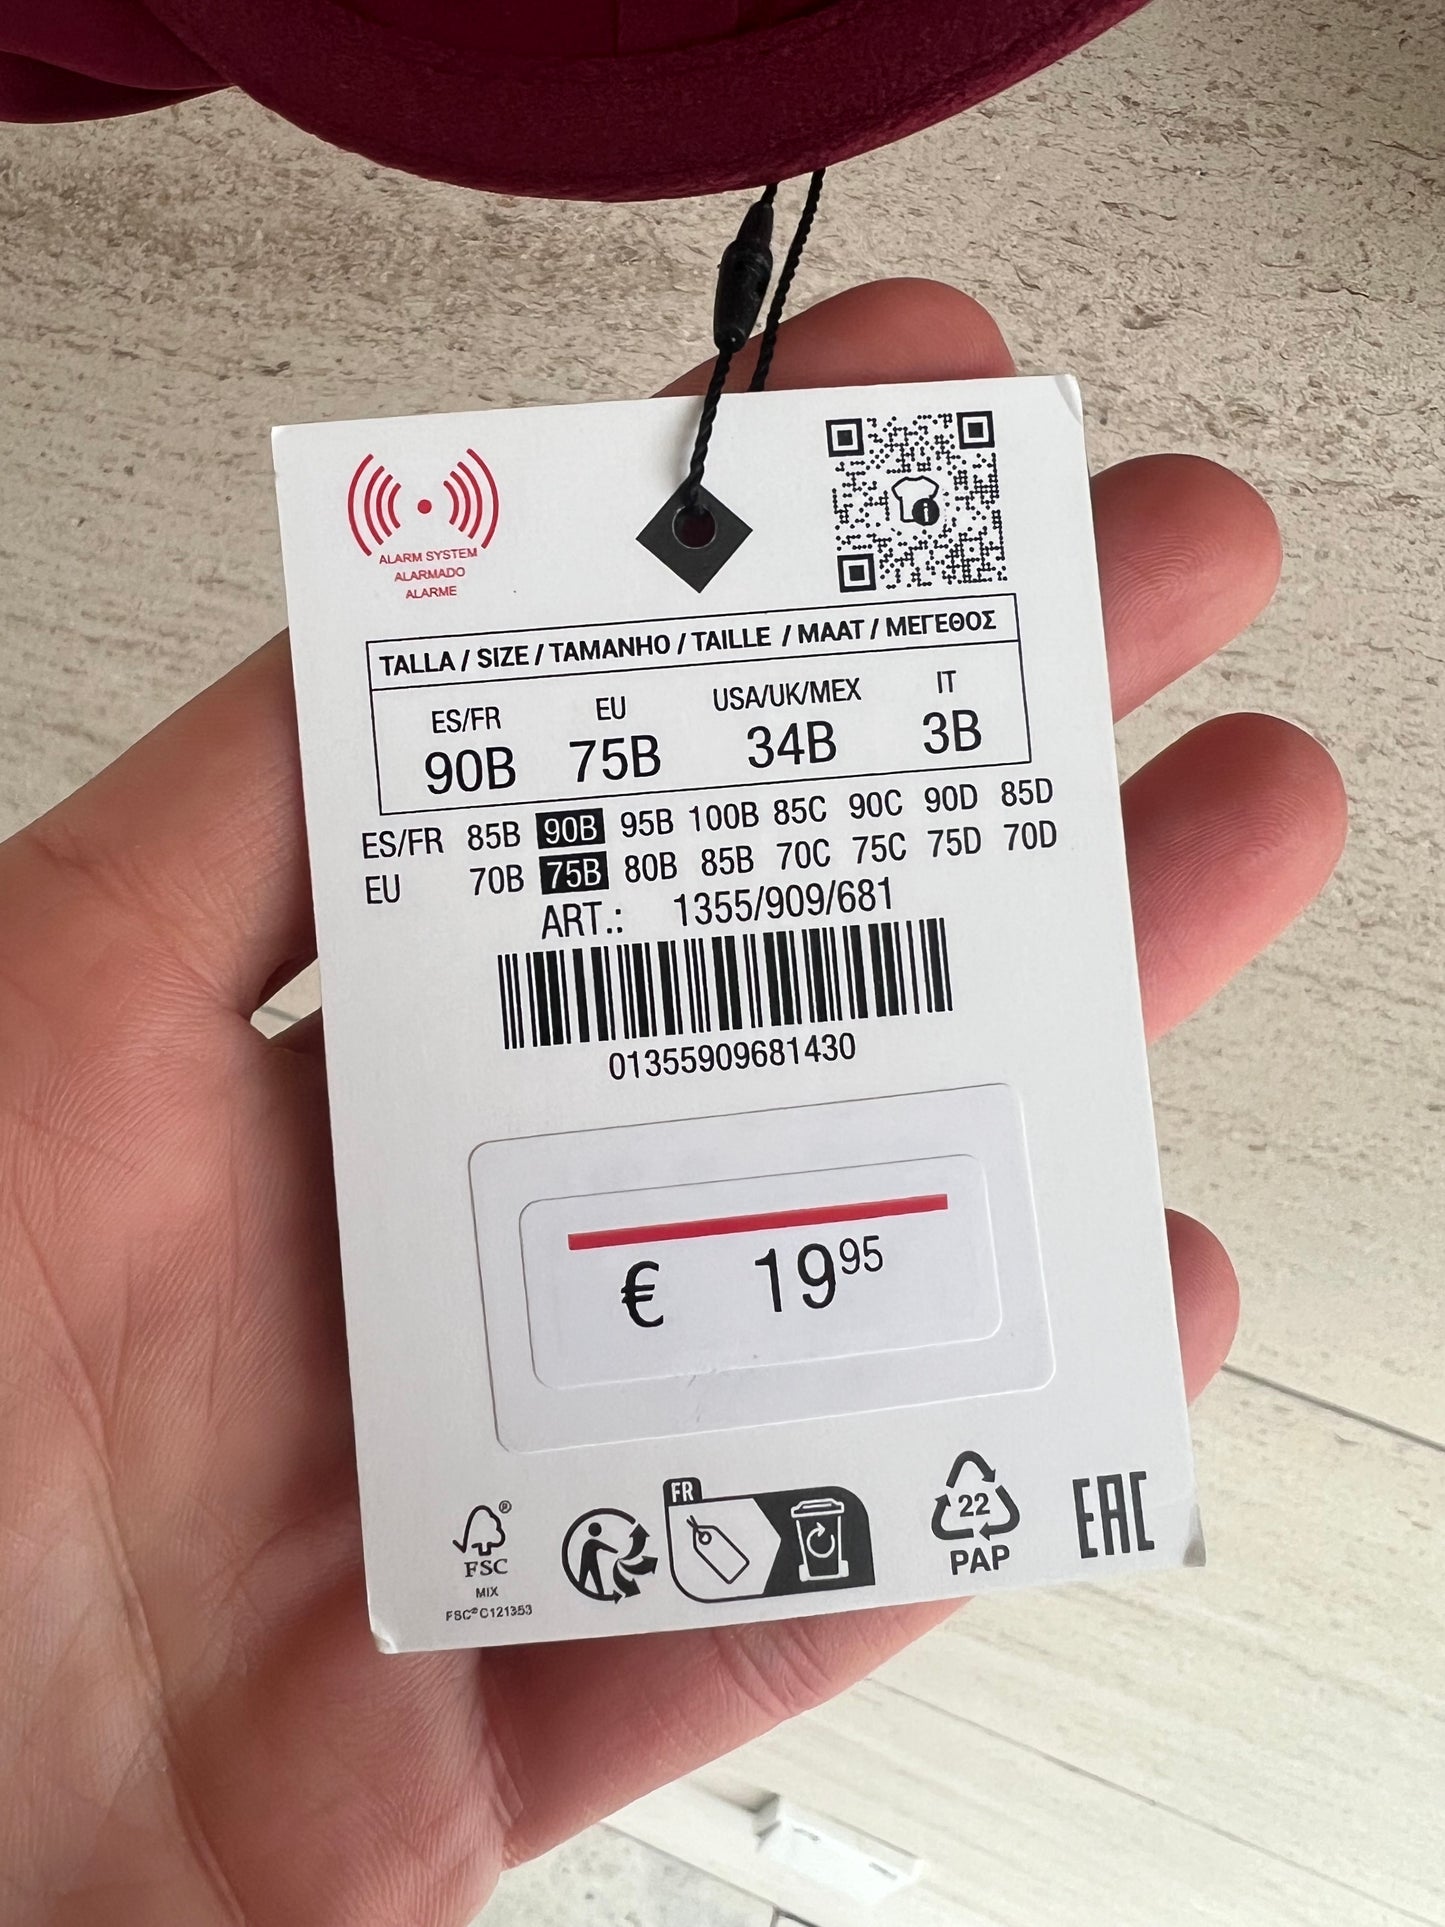 ALARM SYSTEM
ALARMADO
ALARME
TALLA / SIZE / TAMANHO / TAILLE / MAAT / ΜΕΓΕΘΟΣ
ES/FR EU USA/UK/MEX IT
90B 75B 34B 3B
ES/FR 85B 90B 95B 100B 85C 90C 90D 85D
EU 70B 75B 80B 85B 70C 75C 75D 70D
ART.: 1355/909/681
01355909681430
€ 1995
FR
22
PAP
EAC
FSC®
MIX
FSC® C121353